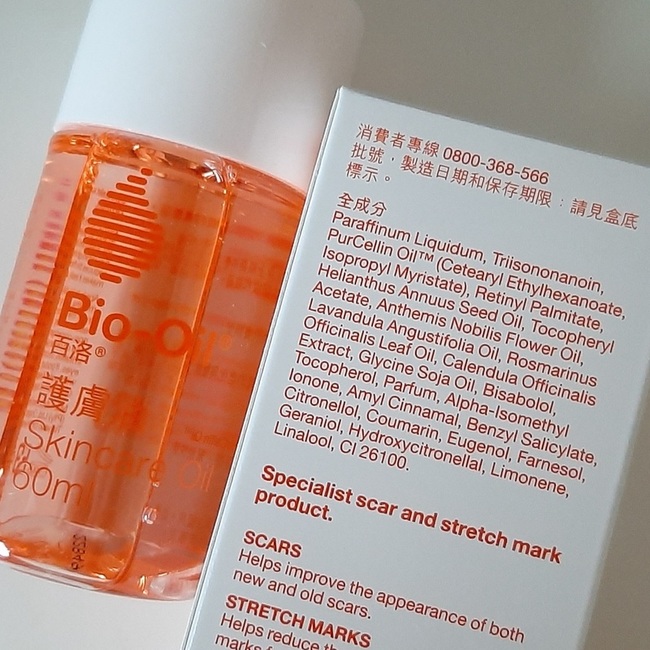 Bio-Oil®
百洛®
護膚油
Skincare Oil
60ml
消費者專線 0800-368-566
批號，製造日期和保存期限：請見盒底
標示。
全成分
Paraffinum Liquidum, Triisononanoin,
PurCellin Oil™ (Cetearyl Ethylhexanoate,
Isopropyl Myristate), Retinyl Palmitate,
Helianthus Annuus Seed Oil, Tocopheryl
Acetate, Anthemis Nobilis Flower Oil,
Lavandula Angustifolia Oil, Rosmarinus
Officinalis Leaf Oil, Calendula Officinalis
Extract, Glycine Soja Oil, Bisabolol,
Tocopherol, Parfum, Alpha-Isomethyl
Ionone, Amyl Cinnamal, Benzyl Salicylate,
Citronellol, Coumarin, Eugenol, Farnesol,
Geraniol, Hydroxycitronellal, Limonene,
Linalool, CI 26100.
Specialist scar and stretch mark
product.
SCARS
Helps improve the appearance of both
new and old scars.
STRETCH MARKS
Helps reduce
marks